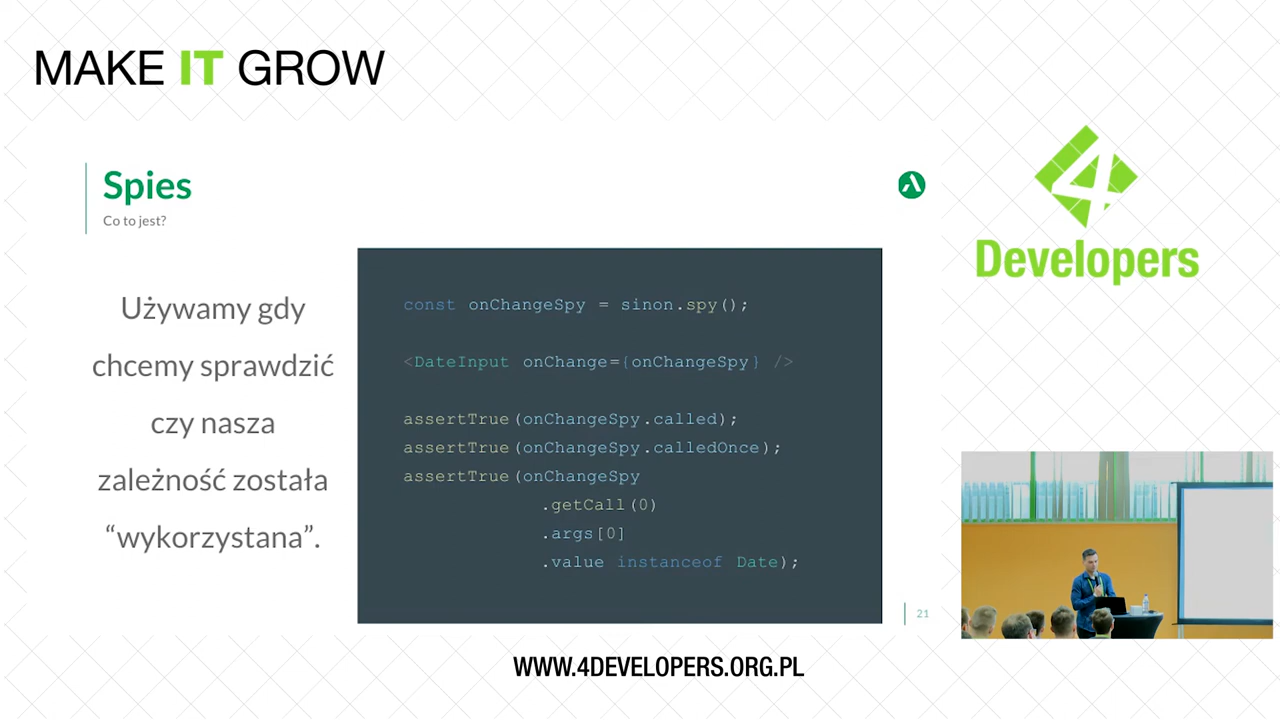 MAKE IT GROW
Spies
Co to jest?
Używamy gdy
chcemy sprawdzić
czy nasza
zależność została
“wykorzystana”.
const onChangeSpy = sinon.spy();
<DateInput onChange={onChangeSpy} />
assertTrue(onChangeSpy.called);
assertTrue(onChangeSpy.calledOnce);
assertTrue(onChangeSpy
.getCall(0)
.args[0]
.value instanceof Date);
21
4
Developers
WWW.4DEVELOPERS.ORG.PL